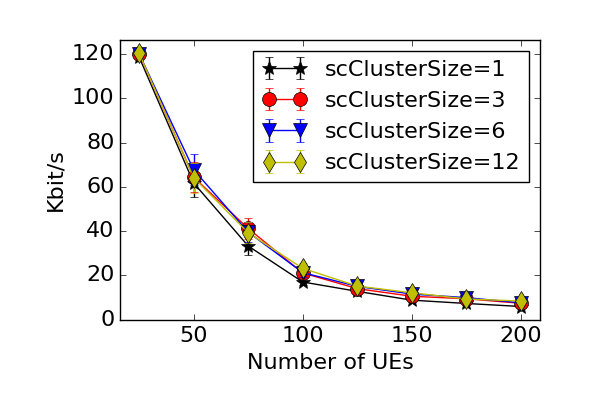 120
100
80
60
40
20
0
Kbit/s
scClusterSize=1
scClusterSize=3
scClusterSize=6
scClusterSize=12
50
100
150
200
Number of UEs